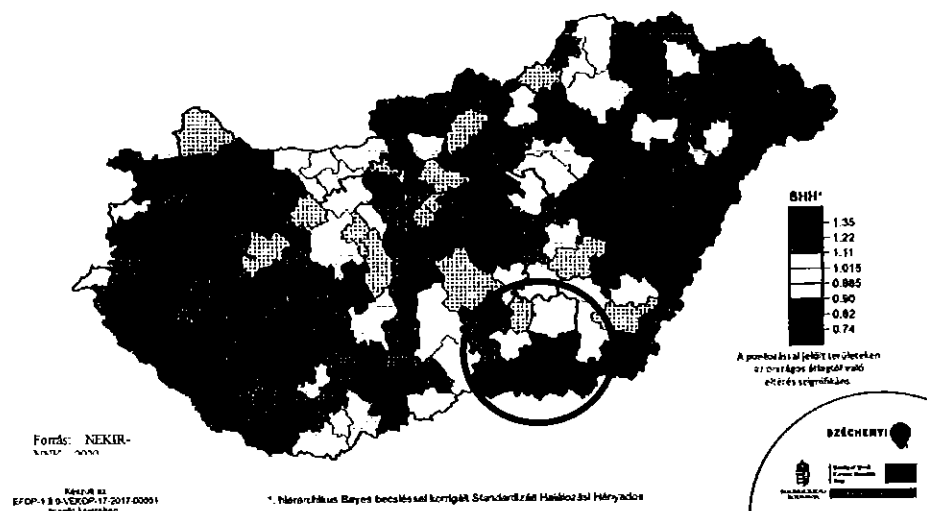 BHH*
1.35
1.22
1.11
1.015
0.885
0.90
0.82
0.74
A pontozással jelölt területeken
az országos átlagtól való
eltérés szignifikáns.
Forrás: NEKIR-
SZÉCHENYI
Készült az
EFOP-1.8.0-VEKOP-17-2017-00001
*: hierarchikus Bayes becsléssel korrigált Standardizált Halálozási Hányados